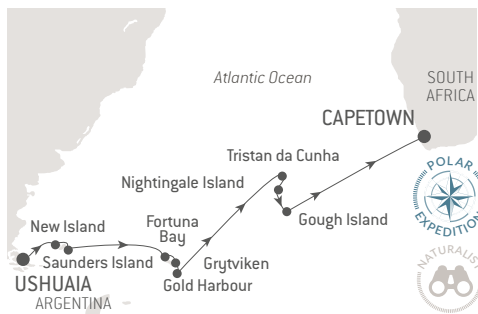 Atlantic Ocean
SOUTH
AFRICA
CAPETOWN
Tristan da Cunha
Nightingale Island
Gough Island
New Island
Fortuna
Bay
Saunders Island
Grytviken
Gold Harbour
USHUAIA
ARGENTINA
POLAR
EXPEDITION
NATURALIST